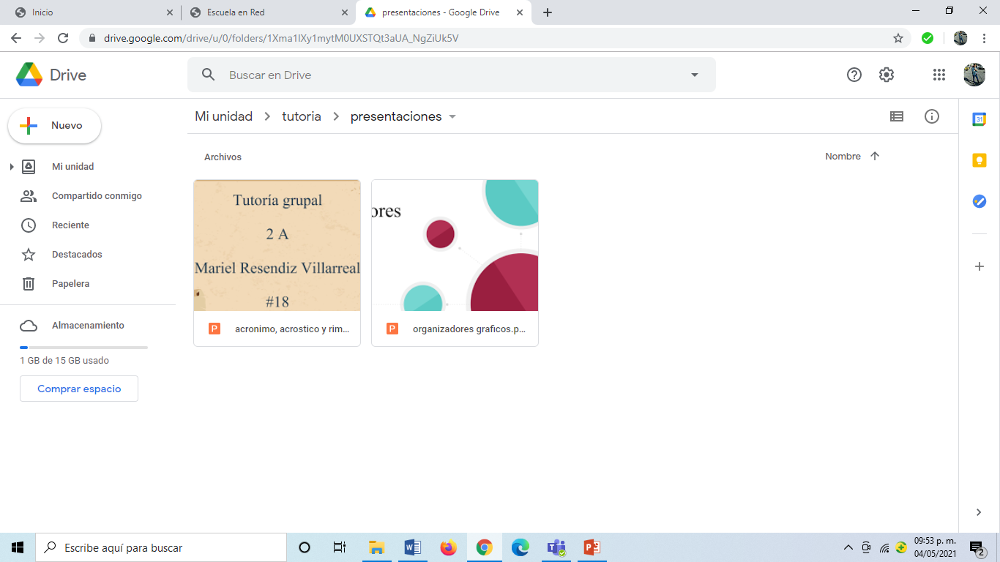 Inicio
Escuela en Red
presentaciones - Google Drive
drive.google.com/drive/u/0/folders/1Xma1lXy1mytM0UXSTQt3aUA_NgZiUk5V
Drive
Buscar en Drive
Nuevo
Mi unidad
Compartido conmigo
Reciente
Destacados
Papelera
Almacenamiento
1 GB de 15 GB usado
Comprar espacio
Mi unidad > tutoria > presentaciones
Archivos
Nombre
Tutoría grupal
2 A
Mariel Resendiz Villarreal
#18
P acronimo, acrostico y rim...
ores
P organizadores graficos.p...
31
Escribe aquí para buscar
09:53 p. m.
04/05/2021
2